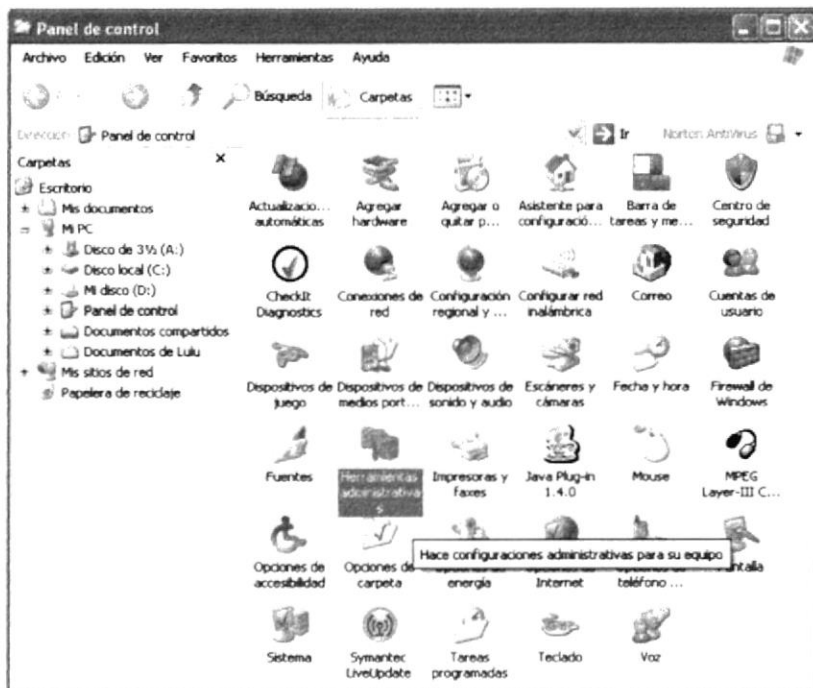 Panel de control
Archivo Edición Ver Favoritos Herramientas Ayuda
Búsqueda Carpetas
Dirección Panel de control Ir Norton AntiVirus
Carpetas x
Escritorio
Mis documentos
Mi PC
Disco de 3½ (A:)
Disco local (C:)
Mi disco (D:)
Panel de control
Documentos compartidos
Documentos de Lulu
Mis sitios de red
Papelera de reciclaje
Actualizacio... Agregar Agregar o Asistente para Barra de Centro de
automáticas hardware quitar p... configuració... tareas y me... seguridad
CheckIt Conexiones de Configuración Configurar red Correo Cuentas de
Diagnostics red regional y ... inalámbrica usuario
Dispositivos de Dispositivos de Dispositivos de Escáneres y Fecha y hora Firewall de
juego medios port... sonido y audio cámaras Windows
Fuentes Herramientas Impresoras y Java Plug-in Mouse MPEG
administrativa faxes 1.4.0 Layer-III C...
s
Hace configuraciones administrativas para su equipo
Opciones de Opciones de
accesibilidad carpeta energía Internet teléfono ...
Sistema Symantec Tareas Teclado Voz
LiveUpdate programadas